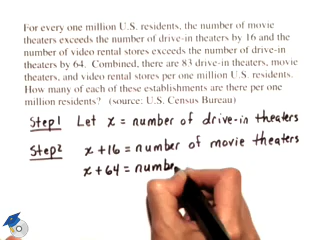 For every one million U.S. residents, the number of movie
theaters exceeds the number of drive-in theaters by 16 and the
number of video rental stores exceeds the number of drive-in
theaters by 64. Combined, there are 83 drive-in theaters, movie
theaters, and video rental stores per one million U.S. residents.
How many of each of these establishments are there per one
million residents? (source: U.S. Census Bureau)
Step 1 Let x = number of drive-in theaters
Step 2 x + 16 = number of movie theaters
x + 64 = numbe